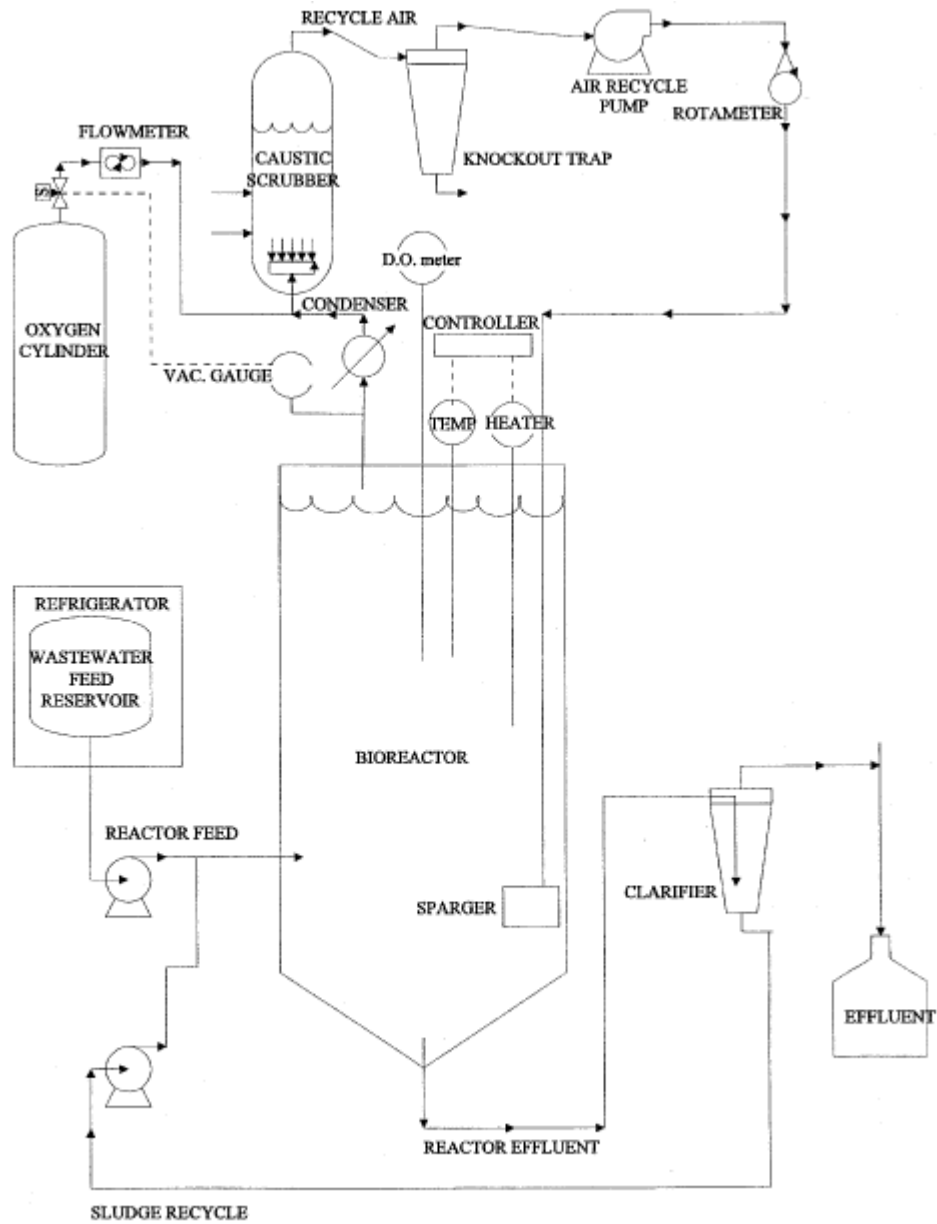 RECYCLE AIR
AIR RECYCLE
PUMP
ROTAMETER
FLOWMETER
CAUSTIC
SCRUBBER
KNOCKOUT TRAP
S
D.O. meter
OXYGEN
CYLINDER
CONDENSER
CONTROLLER
VAC. GAUGE
TEMP
HEATER
REFRIGERATOR
WASTEWATER
FEED
RESERVOIR
BIOREACTOR
REACTOR FEED
SPARGER
CLARIFIER
EFFLUENT
REACTOR EFFLUENT
SLUDGE RECYCLE